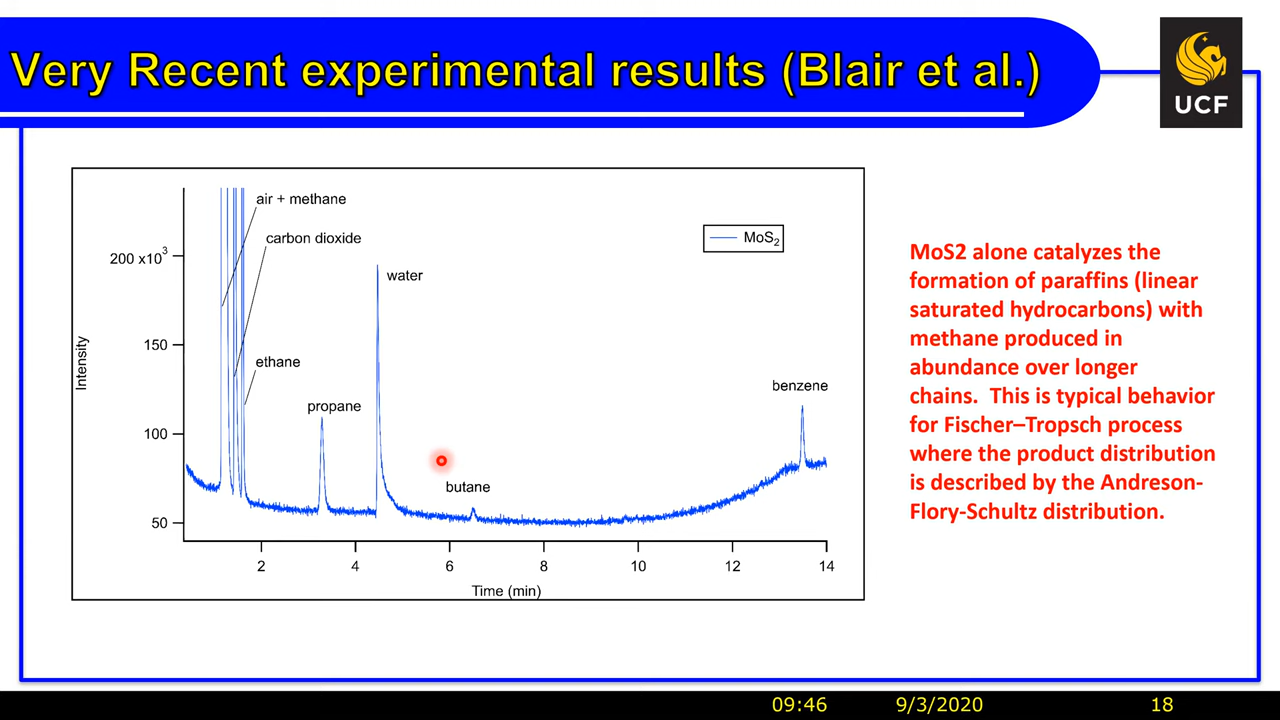 Very Recent experimental results (Blair et al.)
UCF
air + methane
carbon dioxide
200 x10³
MoS₂
water
150
Intensity
ethane
benzene
propane
100
butane
50
2 4 6 8 10 12 14
Time (min)
MoS2 alone catalyzes the
formation of paraffins (linear
saturated hydrocarbons) with
methane produced in
abundance over longer
chains. This is typical behavior
for Fischer–Tropsch process
where the product distribution
is described by the Andreson-
Flory-Schultz distribution.
09:46 9/3/2020 18